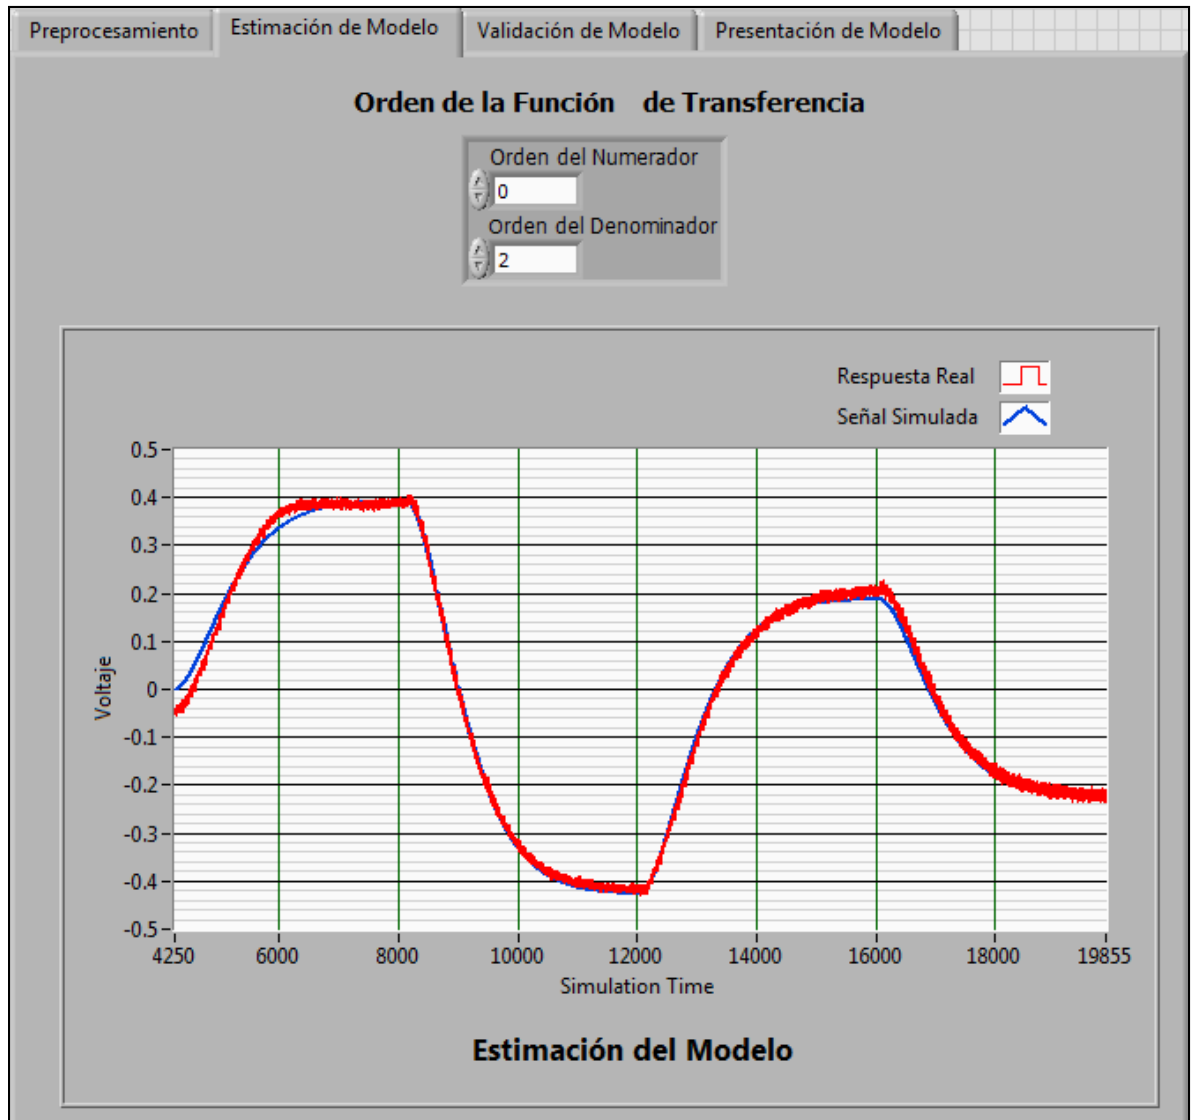 Preprocesamiento Estimación de Modelo Validación de Modelo Presentación de Modelo
Orden de la Función de Transferencia
Orden del Numerador
0
Orden del Denominador
2
Respuesta Real
Señal Simulada
0.5
0.4
0.3
0.2
0.1
0
-0.1
-0.2
-0.3
-0.4
-0.5
Voltaje
4250 6000 8000 10000 12000 14000 16000 18000 19855
Simulation Time
Estimación del Modelo